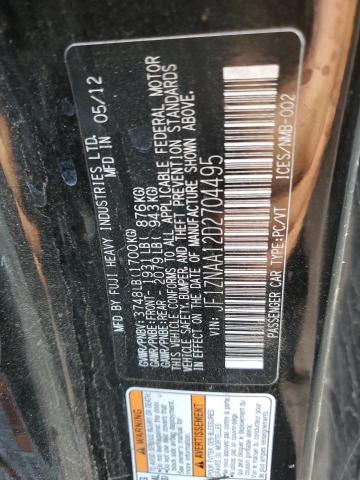 MFD BY FUJI HEAVY INDUSTRIES LTD.
MFD IN 05/12
GVWR/PNBV: 3748LB(1700KG)
GAWR/PNBE:FRONT- 1931LB( 876KG)
GAWR/PNBE:REAR - 2079LB( 943KG)
THIS VEHICLE CONFORMS TO ALL APPLICABLE FEDERAL MOTOR
VEHICLE SAFETY, BUMPER AND THEFT PREVENTION STANDARDS
IN EFFECT ON THE DATE OF MANUFACTURE SHOWN ABOVE.
VIN: JF1ZNAA12D2704495
PASSENGER CAR TYPE:PC/VT ICES/NMB-002
AVERTISSEMENT